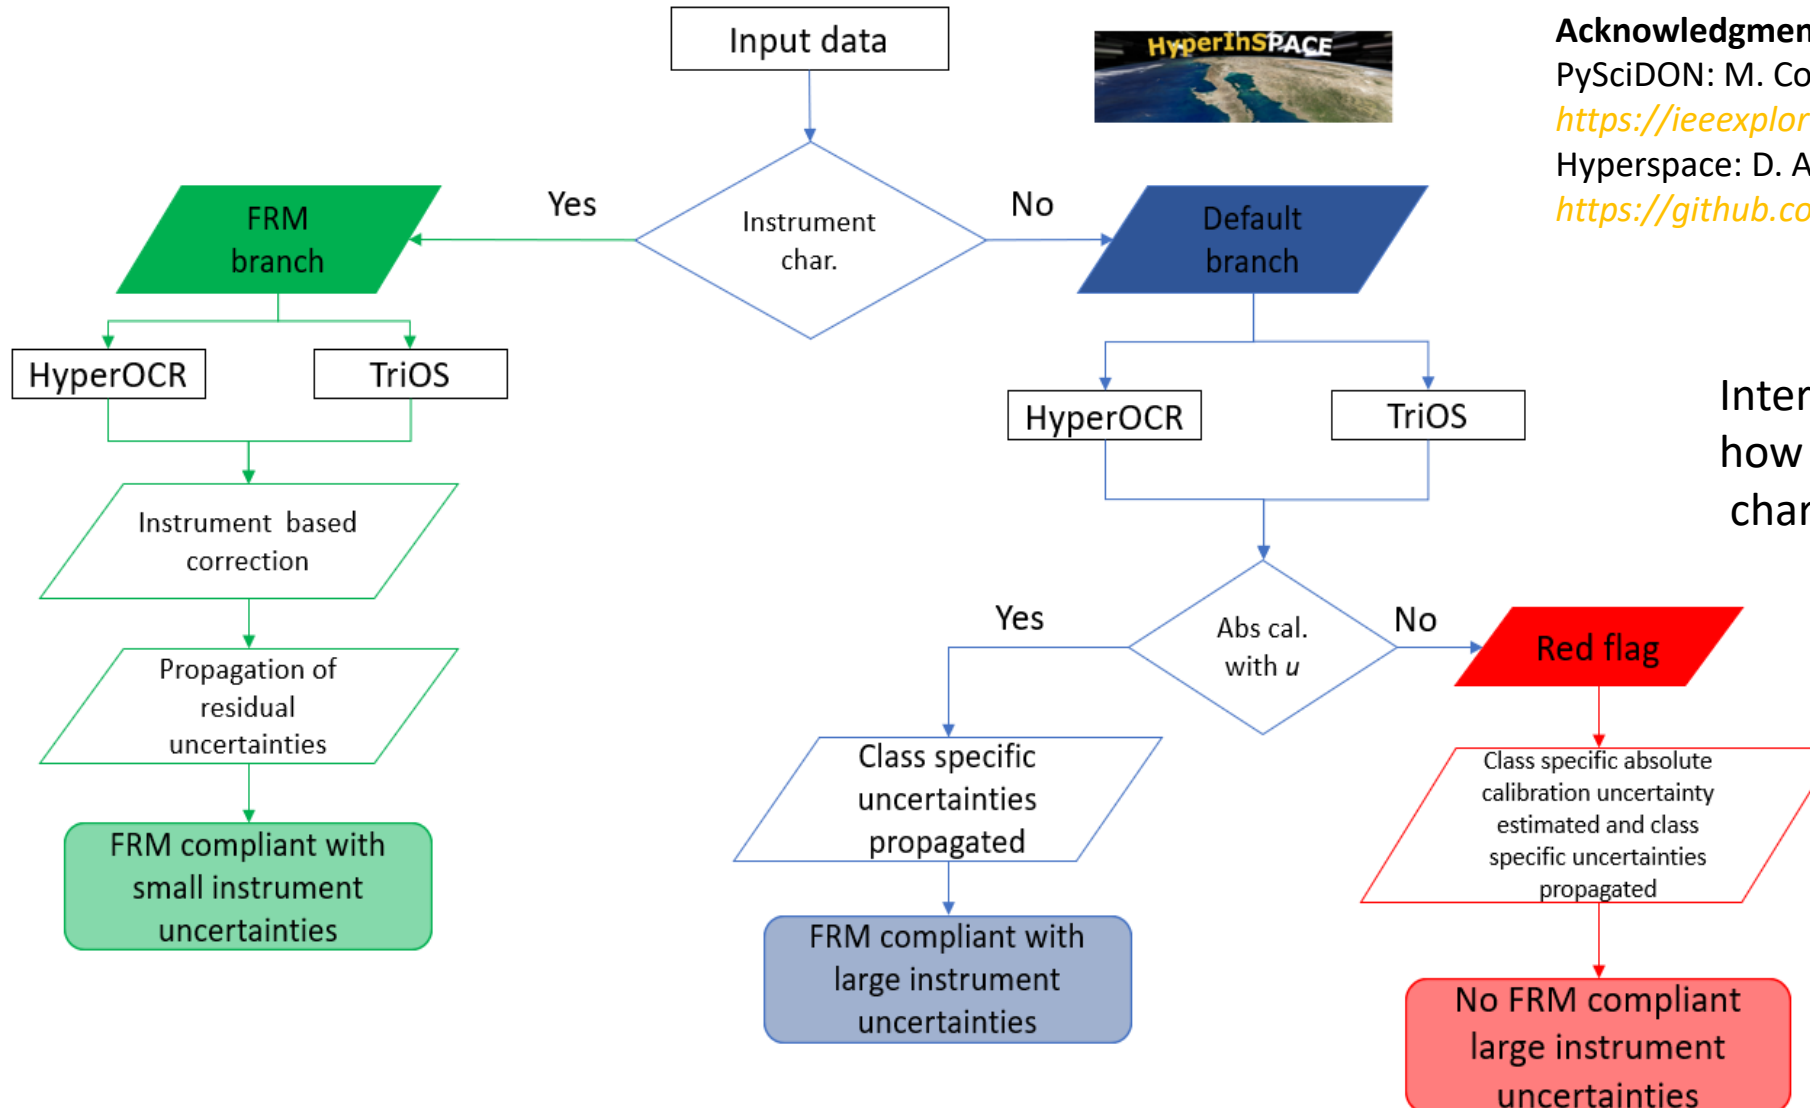 Input data
HyperInSPACE
Acknowledgmen
PySciDON: M. Co
https://ieeexplor
Hyperspace: D. A
https://github.co
Yes
Instrument
char.
No
FRM
branch
Default
branch
HyperOCR
TriOS
HyperOCR
TriOS
Inter
how
char
Instrument based
correction
Propagation of
residual
uncertainties
FRM compliant with
small instrument
uncertainties
Yes
Abs cal.
with u
No
Red flag
Class specific
uncertainties
propagated
FRM compliant with
large instrument
uncertainties
Class specific absolute
calibration uncertainty
estimated and class
specific uncertainties
propagated
No FRM compliant
large instrument
uncertainties